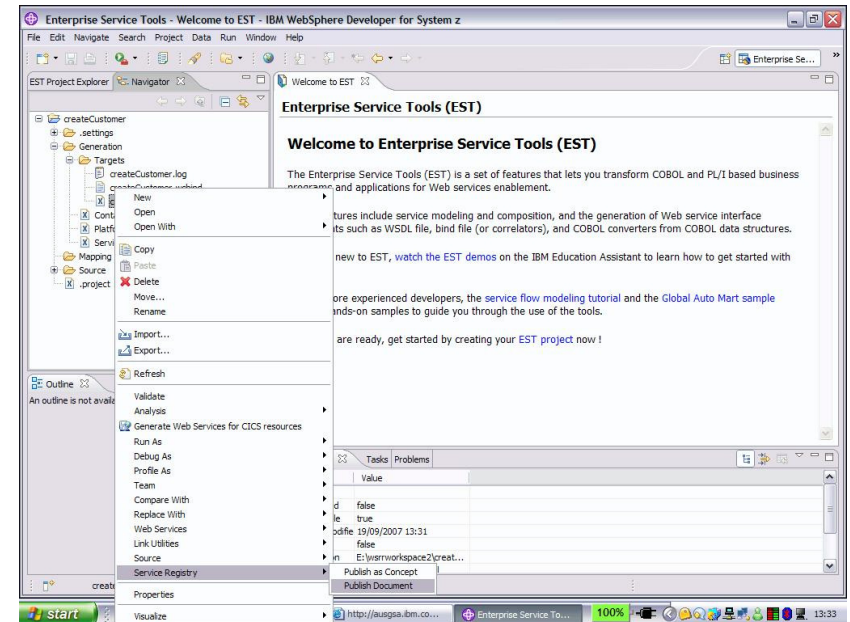 Enterprise Service Tools - Welcome to EST - IBM WebSphere Developer for System z
File Edit Navigate Search Project Data Run Window Help
Enterprise Se...
EST Project Explorer Navigator
createCustomer
.settings
Generation
Targets
createCustomer.log
createCustomer.wsbind
Mapping
Source
.project
Outline
An outline is not availa
New
Open
Open With
Copy
Paste
Delete
Move...
Rename
Import...
Export...
Refresh
Validate
Analysis
Generate Web Services for CICS resources
Run As
Debug As
Profile As
Team
Compare With
Replace With
Web Services
Link Utilities
Source
Service Registry
Properties
Visualize
Publish as Concept
Publish Document
Welcome to EST
Enterprise Service Tools (EST)
Welcome to Enterprise Service Tools (EST)
The Enterprise Service Tools (EST) is a set of features that lets you transform COBOL and PL/I based business
programs and applications for Web services enablement.
tures include service modeling and composition, and the generation of Web service interface
ts such as WSDL file, bind file (or correlators), and COBOL converters from COBOL data structures.
new to EST, watch the EST demos on the IBM Education Assistant to learn how to get started with
ore experienced developers, the service flow modeling tutorial and the Global Auto Mart sample
ands-on samples to guide you through the use of the tools.
are ready, get started by creating your EST project now !
Tasks Problems
Value
d false
le true
odifie 19/09/2007 13:31
false
on E:\wsrrworkspace2\creat...
creat
start
http://ausgsa.ibm.co...
Enterprise Service To...
100%
13:33